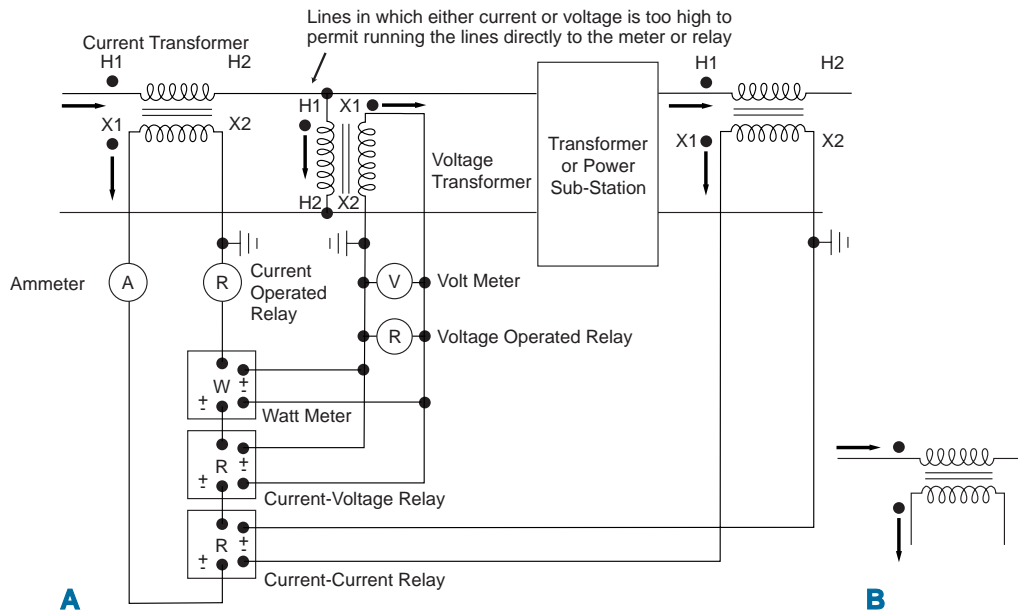 Lines in which either current or voltage is too high to
permit running the lines directly to the meter or relay
Current Transformer
H1
H2
X1
X2
H1
X1
H2
X2
Voltage
Transformer
Transformer
or Power
Sub-Station
H1
H2
X1
X2
Ammeter
A
R
Current
Operated
Relay
V
Volt Meter
R
Voltage Operated Relay
W
+
-
+
-
Watt Meter
R
+
-
+
-
Current-Voltage Relay
R
+
-
+
-
Current-Current Relay
A
B